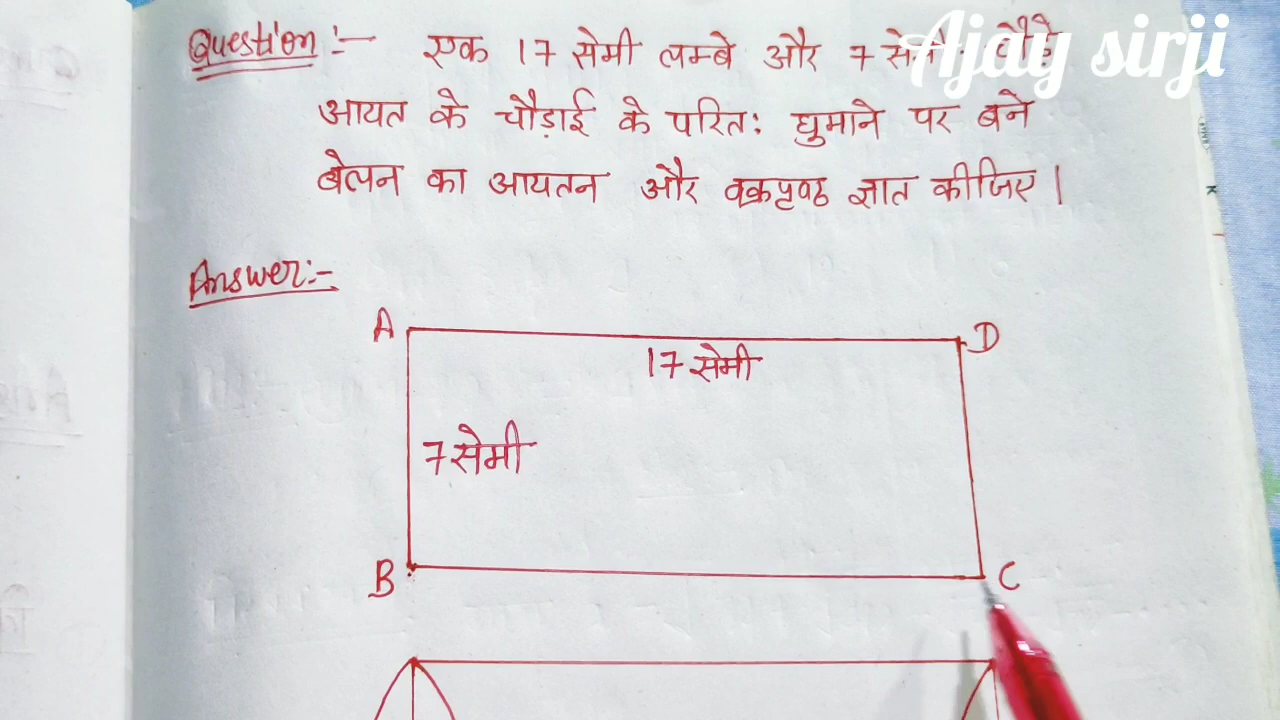 Ajay sirji
Question :- एक 17 सेमी लम्बे और 7
आयत के चौड़ाई के परितः घुमाने पर बने
बेलन का आयतन और वक्रपृष्ठ ज्ञात कीजिए।
Answer:-
A
D
17 सेमी
7 सेमी
B
C